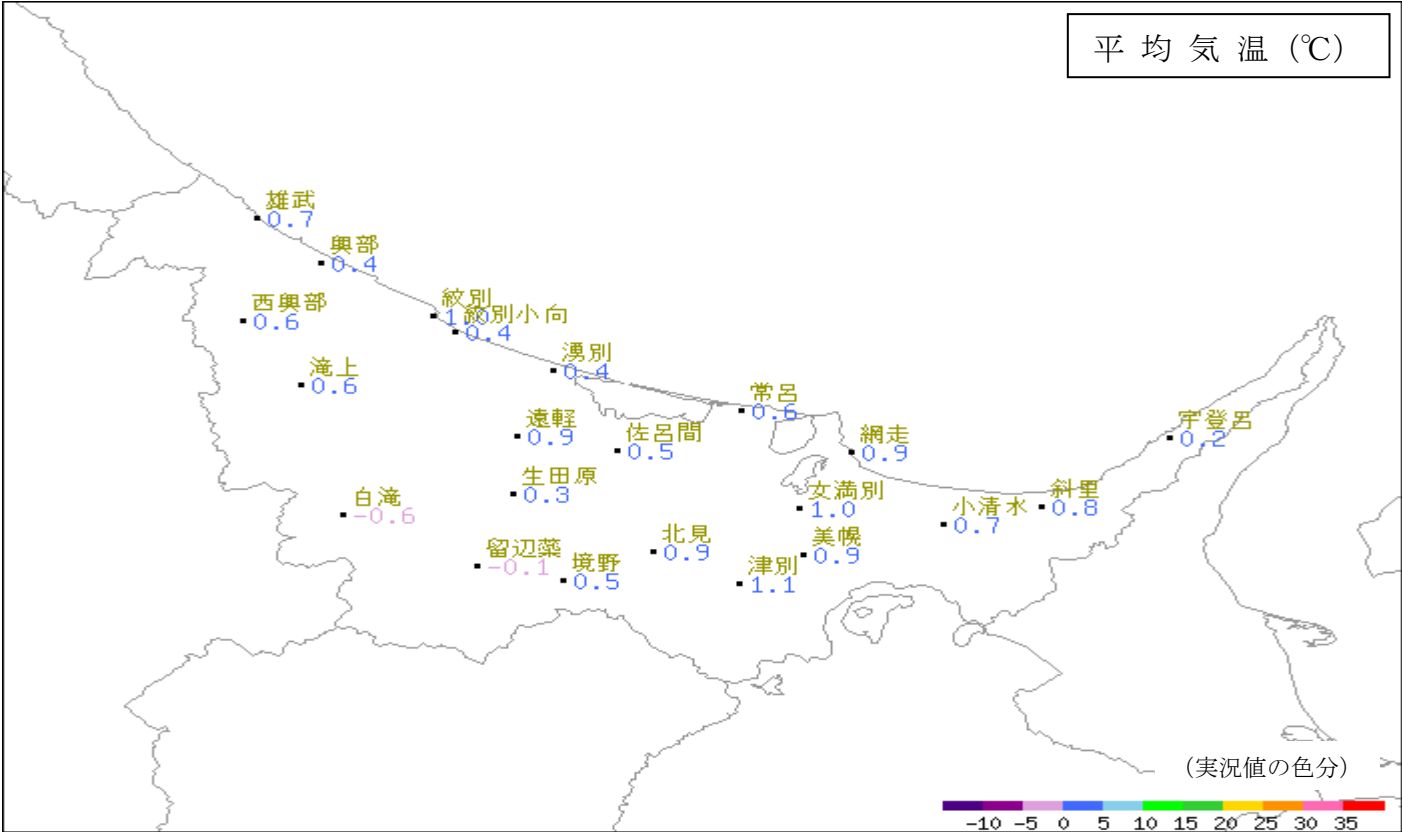 平均気温（℃）
雄武
0.7
興部
0.4
西興部
0.6
紋別
1.0
紋別小向
0.4
滝上
0.6
湧別
0.4
常呂
0.6
遠軽
0.9
佐呂間
0.5
網走
0.9
宇登呂
0.2
生田原
0.3
白滝
-0.6
女満別
1.0
小清水
0.7
斜里
0.8
留辺蘂
-0.1
境野
0.5
北見
0.9
美幌
0.9
津別
1.1
（実況値の色分）
-10 -5 0 5 10 15 20 25 30 35